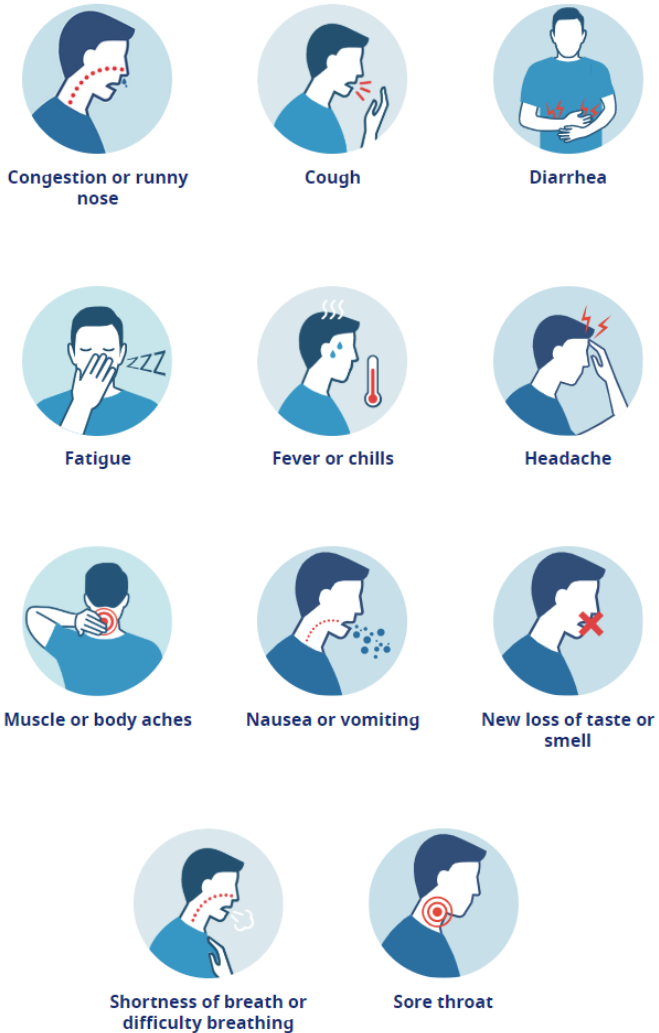 Congestion or runny
nose
Cough
Diarrhea
ZZZ
Fatigue
Fever or chills
Headache
Muscle or body aches
Nausea or vomiting
New loss of taste or
smell
Shortness of breath or
difficulty breathing
Sore throat